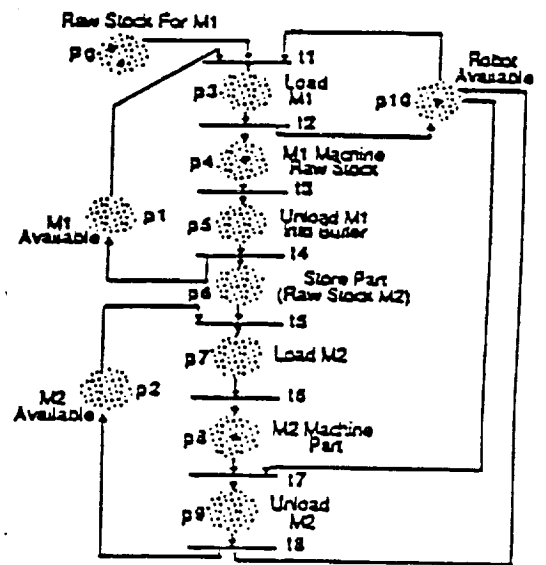 Raw Stock For M1
p0
t1
Robot
Available
p3
Load
M1
p10
t2
p4
M1 Machine
Raw Stock
t3
M1
Available
p1
p5
Unload M1
into Buffer
t4
p6
Store Part
(Raw Stock M2)
t5
p7
Load M2
M2
Available
p2
t6
p8
M2 Machine
Part
t7
p9
Unload
M2
t8